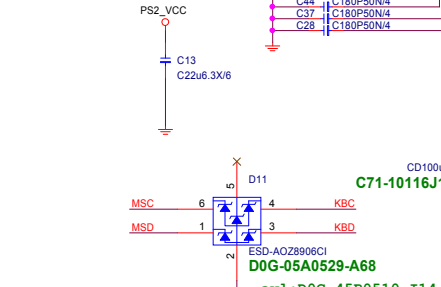 PS2_VCC
C44 C180P50N/4
C37 C180P50N/4
C28 C180P50N/4
C13
C22u6.3X/6
5
D11
CD100u
C71-10116J1
MSC 6 4 KBC
MSD 1 3 KBD
2
ESD-AOZ8906CI
D0G-05A0529-A68